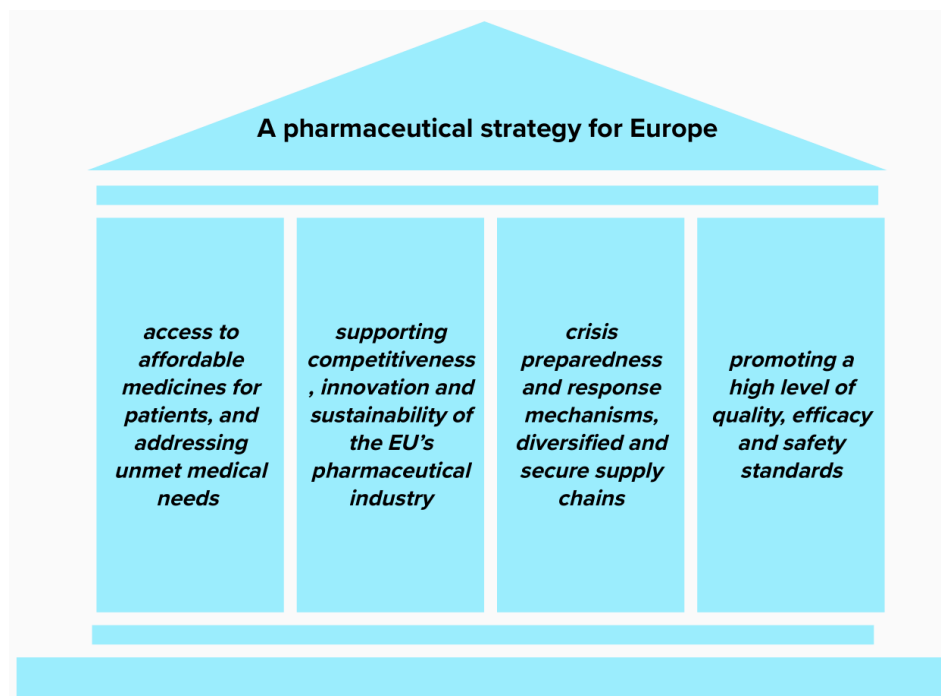 A pharmaceutical strategy for Europe
access to
affordable
medicines for
patients, and
addressing
unmet medical
needs
supporting
competitiveness
, innovation and
sustainability of
the EU’s
pharmaceutical
industry
crisis
preparedness
and response
mechanisms,
diversified and
secure supply
chains
promoting a
high level of
quality, efficacy
and safety
standards